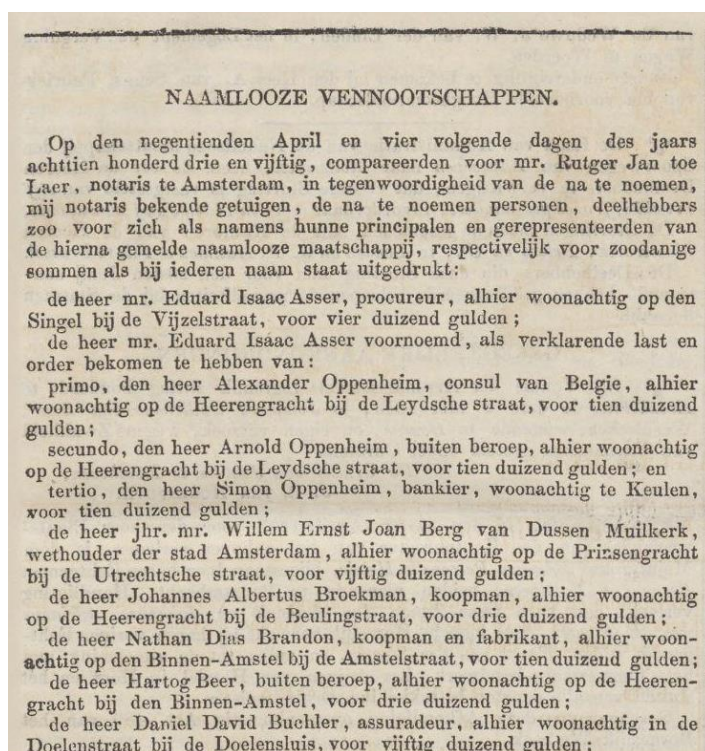 NAAMLOOZE VENNOOTSCHAPPEN.
Op den negentienden April en vier volgende dagen des jaars
achttien honderd drie en vijftig, compareerden voor mr. Rutger Jan toe
Laer, notaris te Amsterdam, in tegenwoordigheid van de na te noemen,
mij notaris bekende getuigen, de na te noemen personen, deelhebbers
zoo voor zich als namens hunne principalen en gerepresenteerden van
de hierna gemelde naamlooze maatschappij, respectivelijk voor zoodanige
sommen als bij iederen naam staat uitgedrukt:
de heer mr. Eduard Isaac Asser, procureur, alhier woonachtig op den
Singel bij de Vijzelstraat, voor vier duizend gulden;
de heer mr. Eduard Isaac Asser voornoemd, als verklarende last en
order bekomen te hebben van:
primo, den heer Alexander Oppenheim, consul van Belgie, alhier
woonachtig op de Heerengracht bij de Leydsche straat, voor tien duizend
gulden;
secundo, den heer Arnold Oppenheim, buiten beroep, alhier woonachtig
op de Heerengracht bij de Leydsche straat, voor tien duizend gulden; en
tertio, den heer Simon Oppenheim, bankier, woonachtig te Keulen,
voor tien duizend gulden;
de heer jhr. mr. Willem Ernst Joan Berg van Dussen Muilkerk,
wethouder der stad Amsterdam, alhier woonachtig op de Prinsengracht
bij de Utrechtsche straat, voor vijftig duizend gulden;
de heer Johannes Albertus Broekman, koopman, alhier woonachtig
op de Heerengracht bij de Beulingstraat, voor drie duizend gulden;
de heer Nathan Dias Brandon, koopman en fabrikant, alhier woon-
achtig op den Binnen-Amstel bij de Amstelstraat, voor tien duizend gulden;
de heer Hartog Beer, buiten beroep, alhier woonachtig op de Heeren-
gracht bij den Binnen-Amstel, voor drie duizend gulden;
de heer Daniel David Buchler, assuradeur, alhier woonachtig in de
Doelenstraat bij de Doelensluis, voor vijftig duizend gulden;